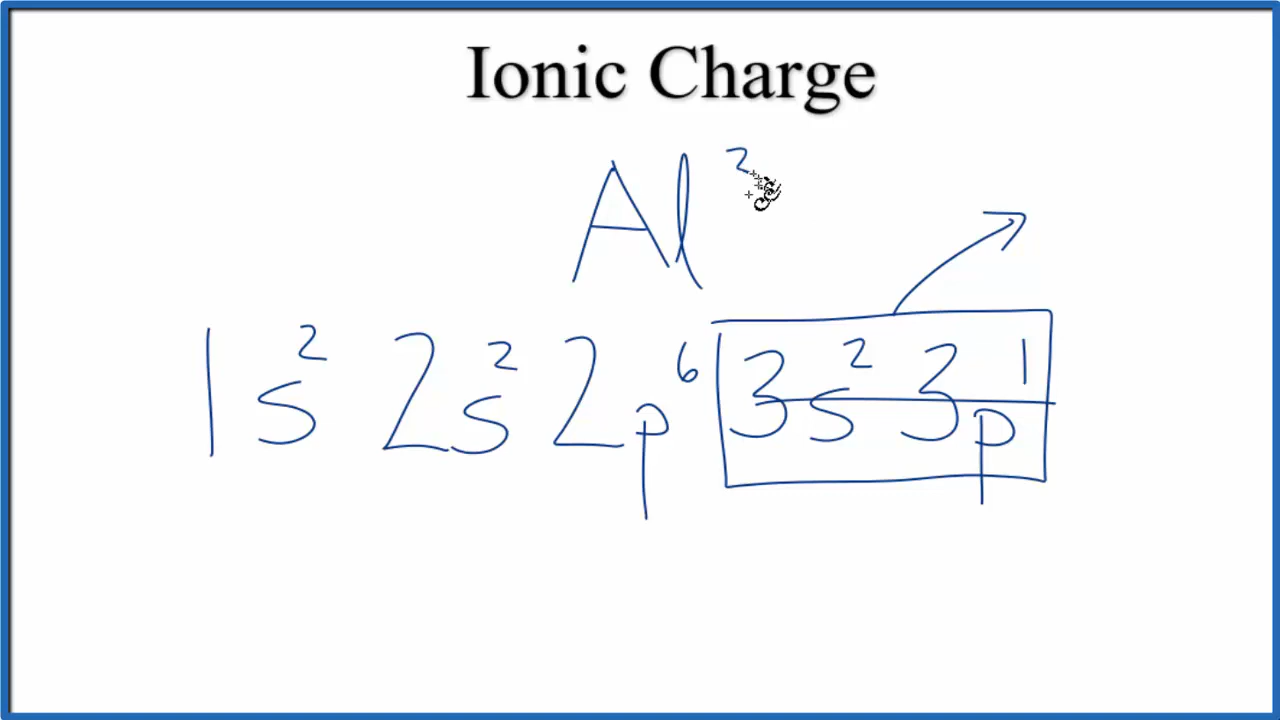 Ionic Charge
Al
1s² 2s² 2p⁶ 3s² 3p¹